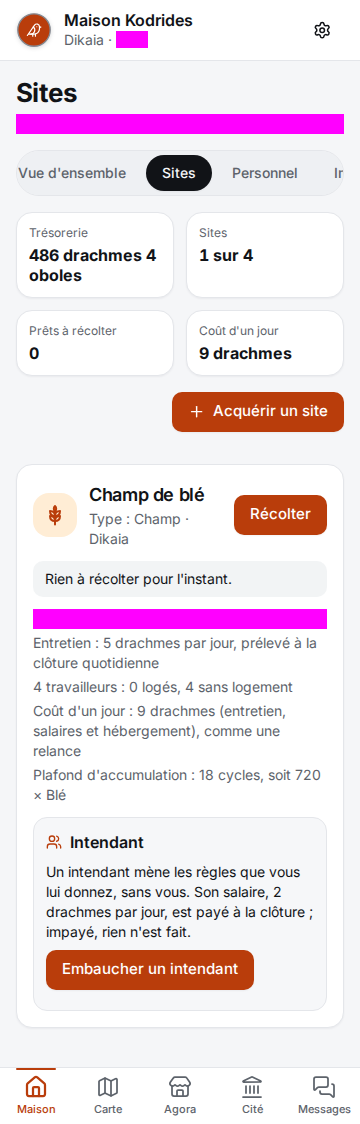 Maison Kodrides
Dikaia ·
Sites
Vue d'ensemble
Sites
Personnel
Trésorerie
486 drachmes 4
oboles
Sites
1 sur 4
Prêts à récolter
0
Coût d'un jour
9 drachmes
+ Acquérir un site
Champ de blé
Type : Champ ·
Dikaia
Récolter
Rien à récolter pour l'instant.
Entretien : 5 drachmes par jour, prélevé à la
clôture quotidienne
4 travailleurs : 0 logés, 4 sans logement
Coût d'un jour : 9 drachmes (entretien,
salaires et hébergement), comme une
relance
Plafond d'accumulation : 18 cycles, soit 720
× Blé
Intendant
Un intendant mène les règles que vous
lui donnez, sans vous. Son salaire, 2
drachmes par jour, est payé à la clôture ;
impayé, rien n'est fait.
Embaucher un intendant
Maison
Carte
Agora
Cité
Messages